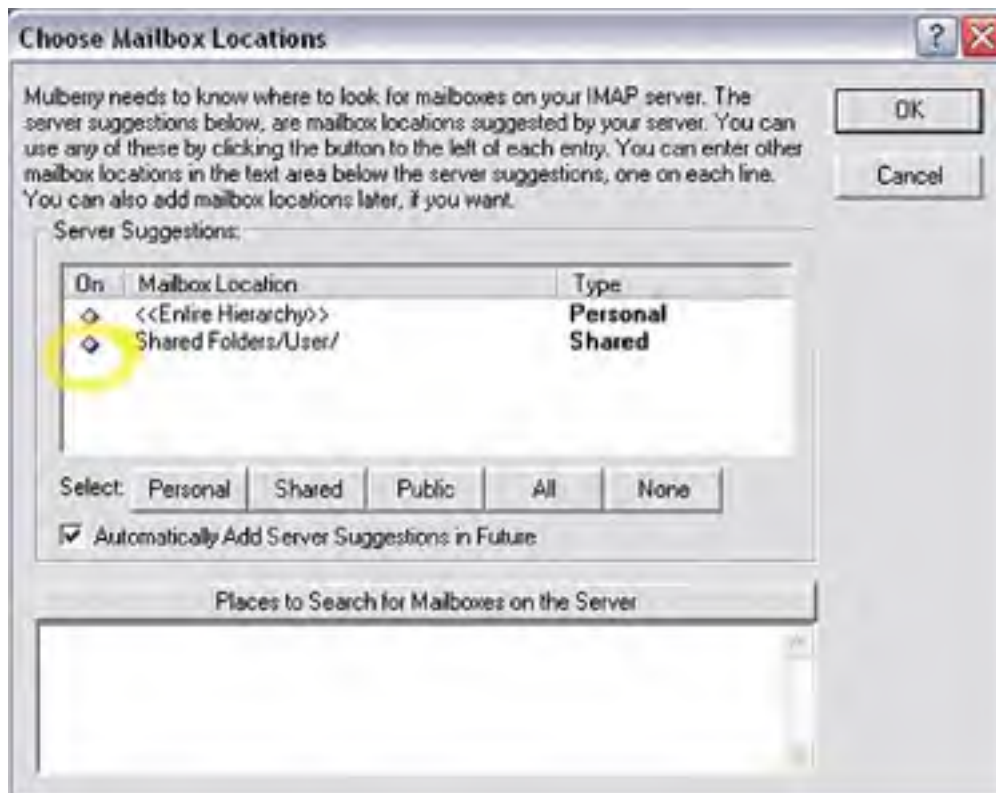 Choose Mailbox Locations
Mulberry needs to know where to look for mailboxes on your IMAP server. The
server suggestions below, are mailbox locations suggested by your server. You can
use any of these by clicking the button to the left of each entry. You can enter other
mailbox locations in the text area below the server suggestions, one on each line.
You can also add mailbox locations later, if you want.
OK
Cancel
Server Suggestions:
On Mailbox Location Type
<<Entire Hierarchy>> Personal
Shared Folders/User/ Shared
Select: Personal Shared Public All None
Automatically Add Server Suggestions in Future
Places to Search for Mailboxes on the Server